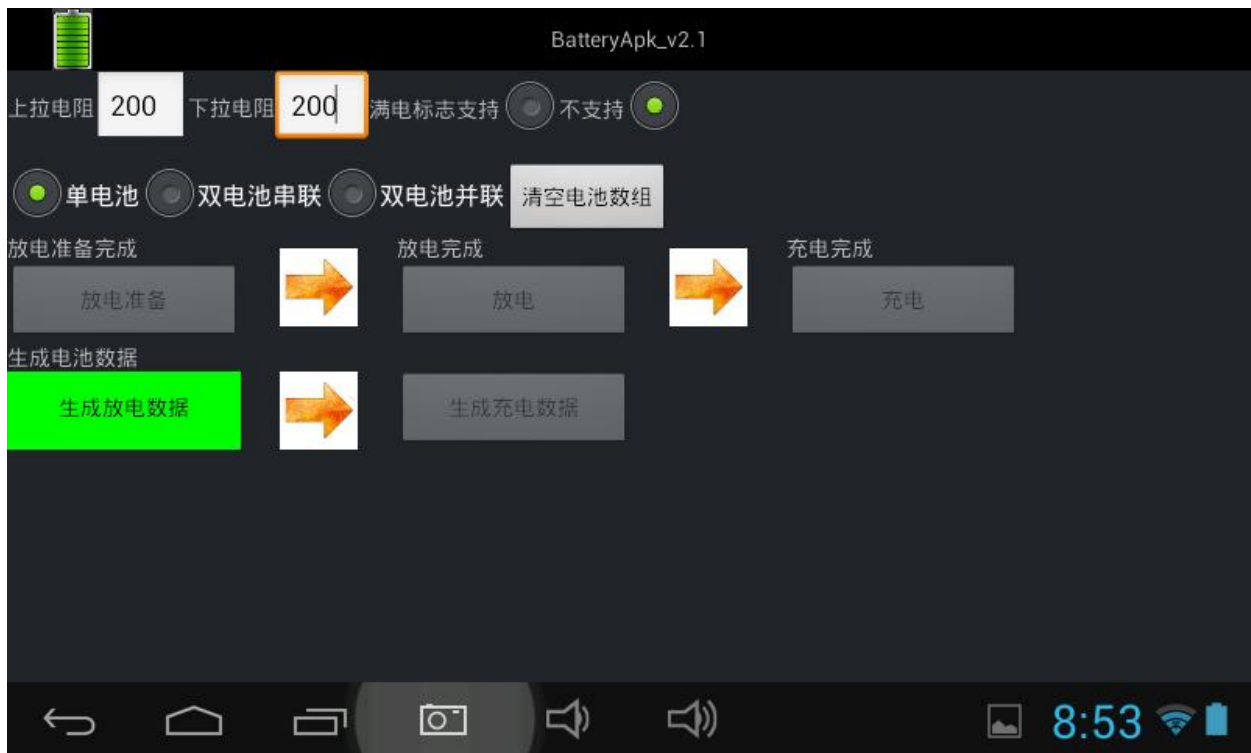 BatteryApk_v2.1
上拉电阻 200 下拉电阻 200 满电标志支持 不支持
单电池 双电池串联 双电池并联 清空电池数组
放电准备完成 放电完成 充电完成
放电准备 放电 充电
生成电池数据
生成放电数据 生成充电数据
8:53